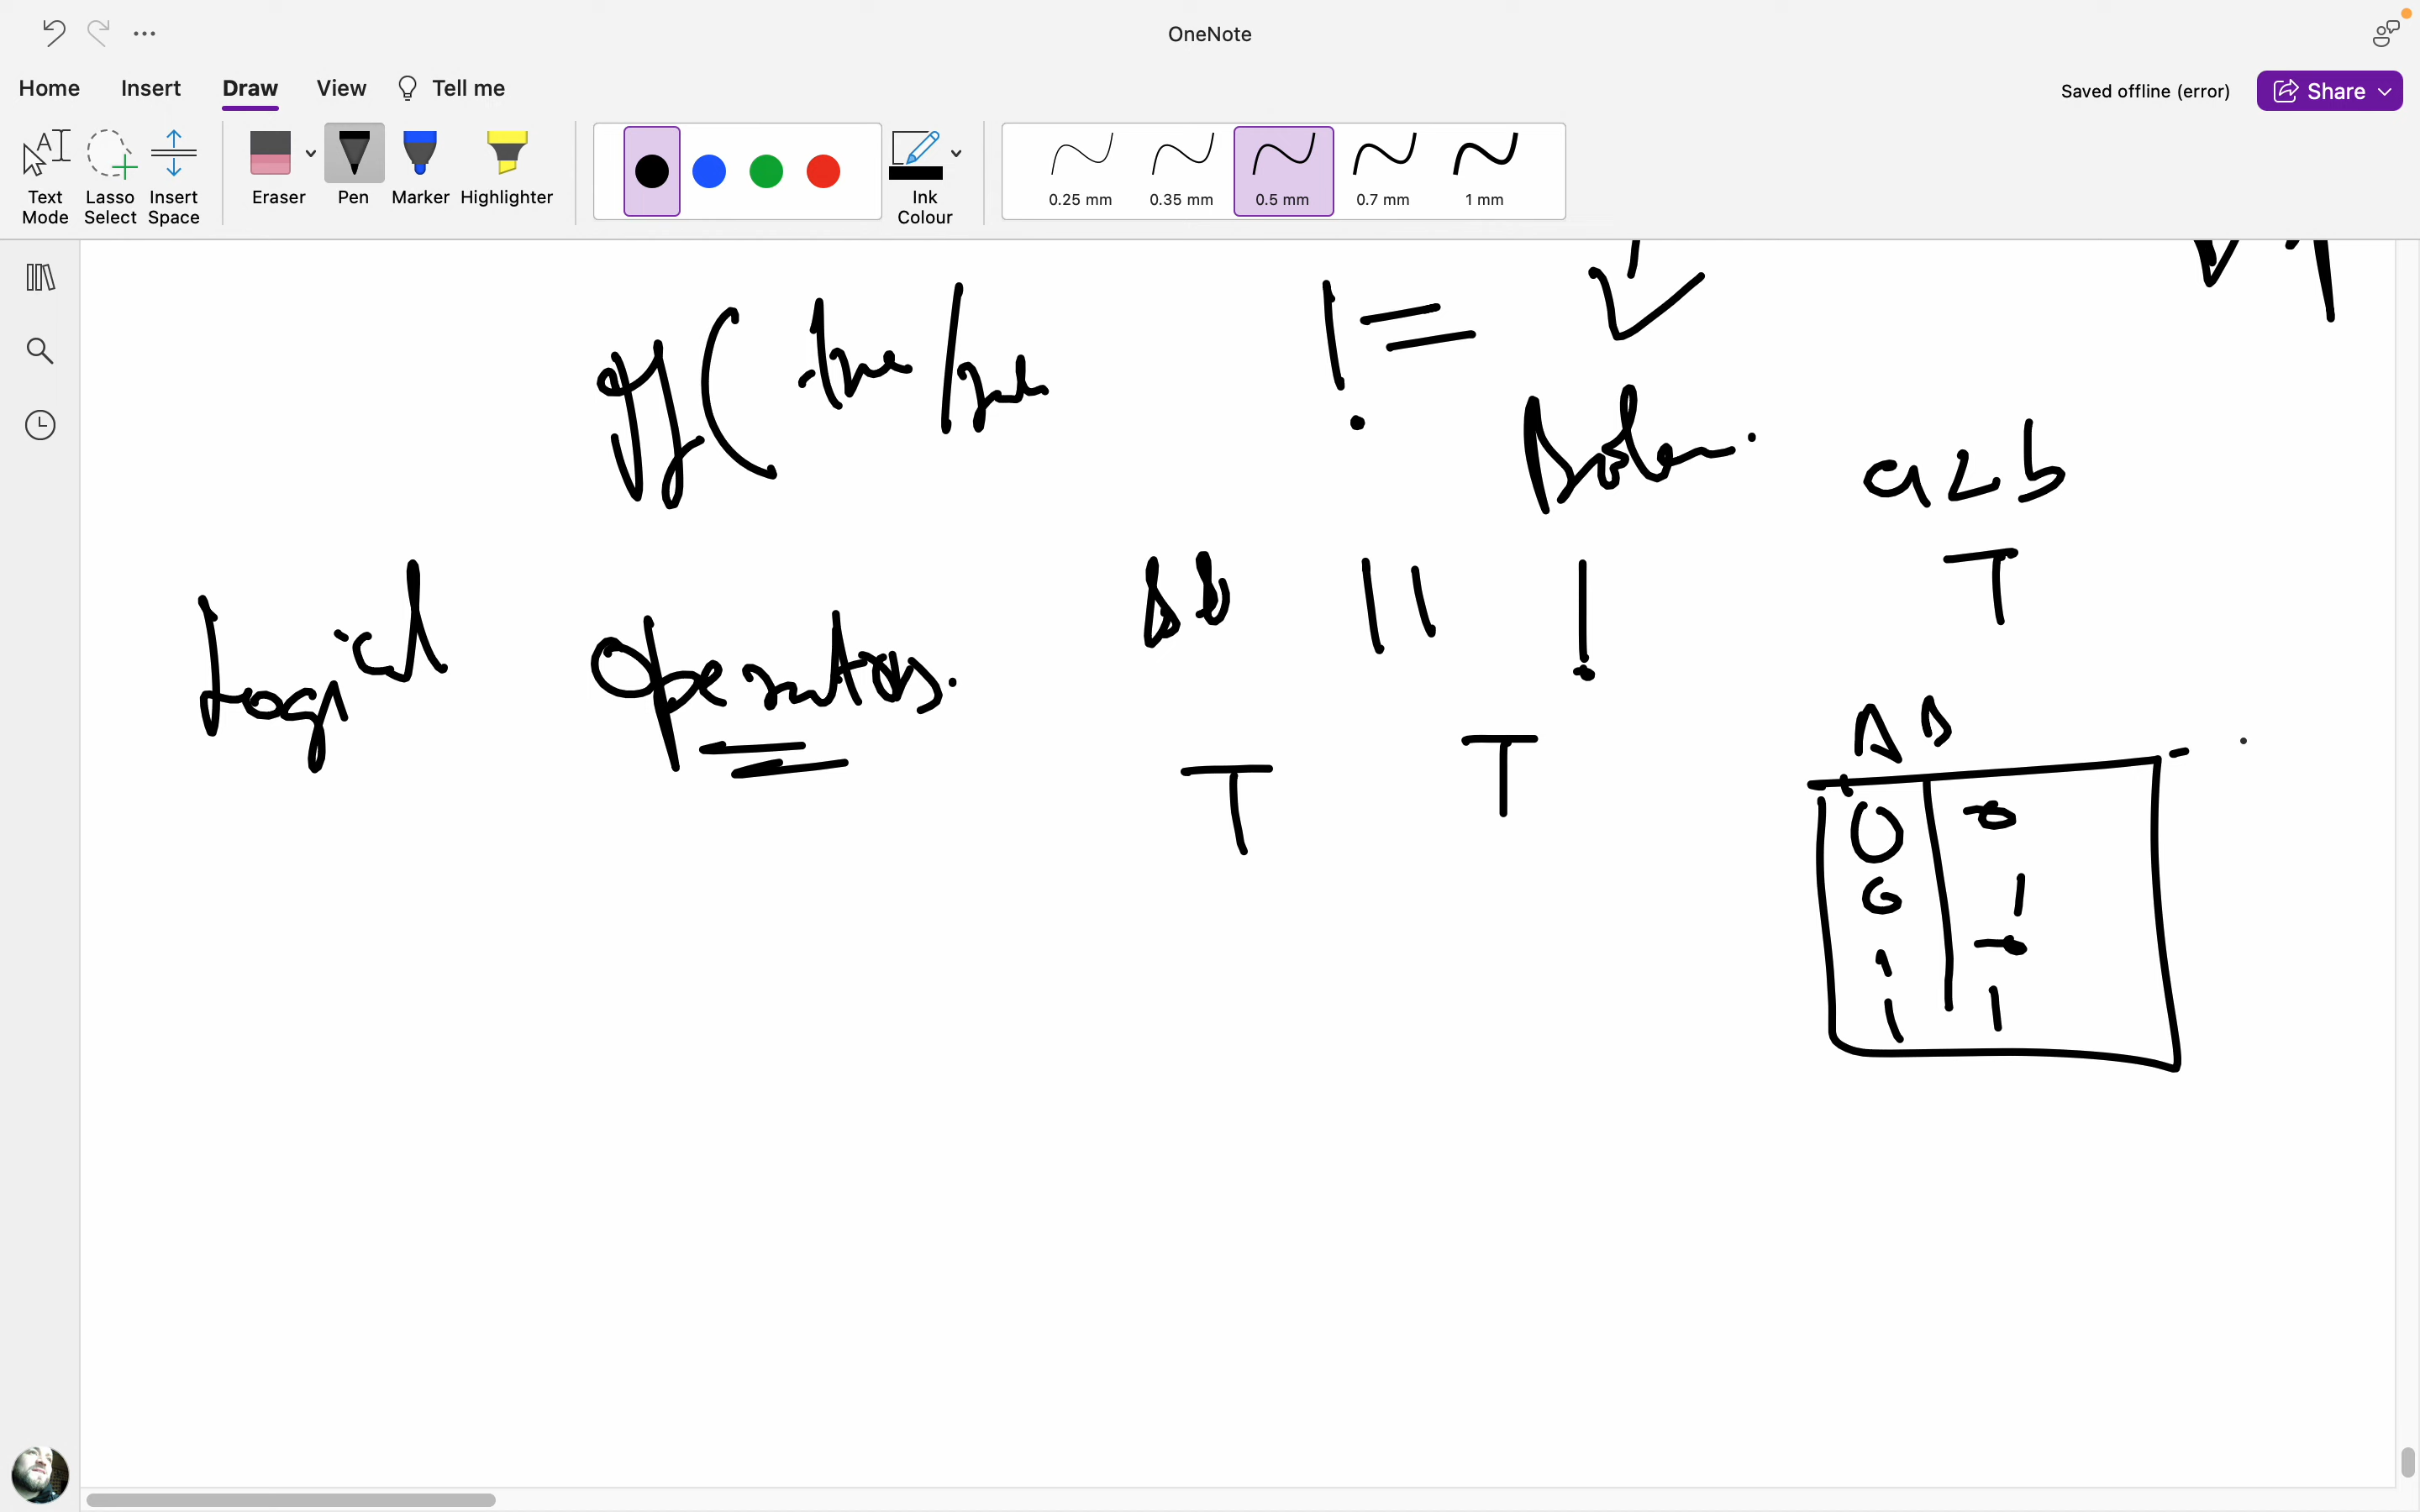 OneNote
Home Insert Draw View Tell me
Saved offline (error) Share
Text Mode
Lasso Select
Insert Space
Eraser
Pen
Marker
Highlighter
Ink Colour
0.25 mm
0.35 mm
0.5 mm
0.7 mm
1 mm
if( true/
! =
a < b
T
Logical Operators.
&& || !
T T
A B
0 0
0 1
1 0
1 1